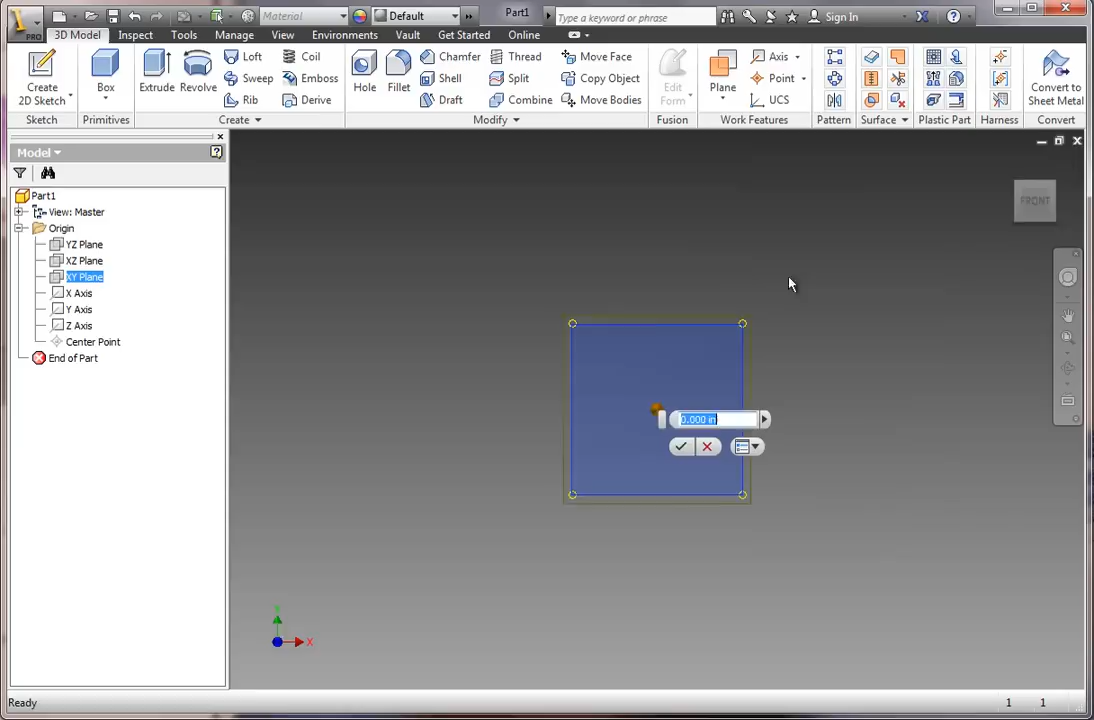 PRO
Material
Default
Part1
Type a keyword or phrase
Sign In
3D Model
Inspect
Tools
Manage
View
Environments
Vault
Get Started
Online
Create
2D Sketch
Sketch
Box
Primitives
Extrude
Revolve
Loft
Coil
Sweep
Emboss
Rib
Derive
Create
Hole
Fillet
Chamfer
Thread
Move Face
Shell
Split
Copy Object
Draft
Combine
Move Bodies
Modify
Edit
Form
Fusion
Plane
Axis
Point
UCS
Work Features
Pattern
Surface
Plastic Part
Harness
Convert to
Sheet Metal
Convert
Model
Part1
View: Master
Origin
YZ Plane
XZ Plane
XY Plane
X Axis
Y Axis
Z Axis
Center Point
End of Part
FRONT
0.000 in
Y
X
Ready
1
1